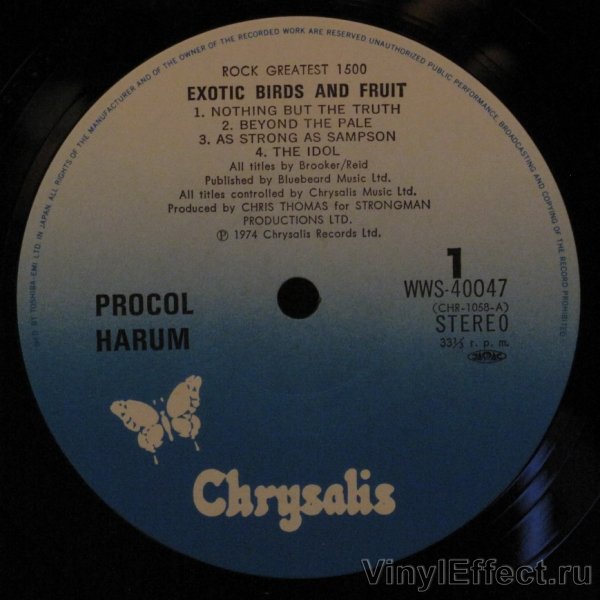 ALL RIGHTS OF THE MANUFACTURER AND OF THE OWNER OF THE RECORDED WORK ARE RESERVED UNAUTHORIZED PUBLIC PERFORMANCE, BROADCASTING AND COPYING OF THE RECORD PROHIBITED
ROCK GREATEST 1500
EXOTIC BIRDS AND FRUIT
1. NOTHING BUT THE TRUTH
2. BEYOND THE PALE
3. AS STRONG AS SAMPSON
4. THE IDOL
All titles by Brooker/Reid
Published by Bluebeard Music Ltd.
All titles controlled by Chrysalis Music Ltd.
Produced by CHRIS THOMAS for STRONGMAN
PRODUCTIONS LTD.
℗ 1974 Chrysalis Records Ltd.
1
WWS-40047
(CHR-1058-A)
STEREO
33⅓ r. p. m.
JASRAC
PROCOL
HARUM
MF'D BY TOSHIBA-EMI LTD. IN JAPAN.
Chrysalis
VinylEffect.ru